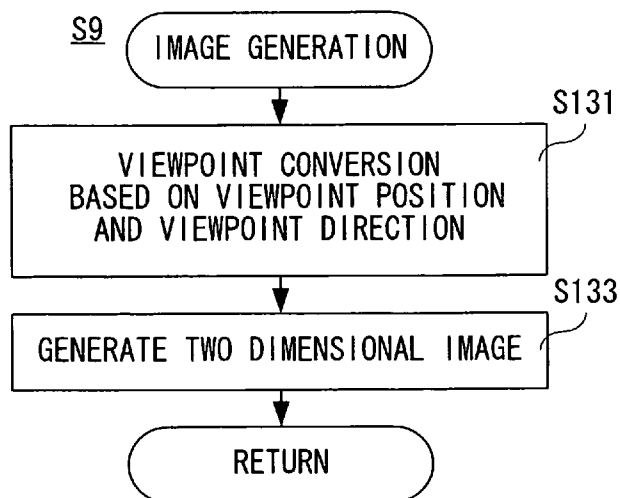 S9
IMAGE GENERATION
S131
VIEWPOINT CONVERSION
BASED ON VIEWPOINT POSITION
AND VIEWPOINT DIRECTION
S133
GENERATE TWO DIMENSIONAL IMAGE
RETURN